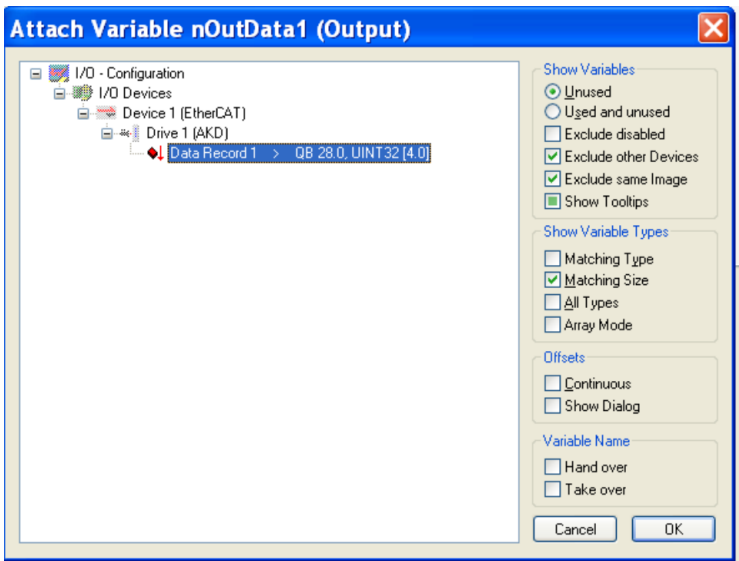 Attach Variable nOutData1 (Output)
I/O - Configuration
I/O Devices
Device 1 (EtherCAT)
Drive 1 (AKD)
Data Record 1 > QB 28.0, UINT32 [4.0]
Show Variables
Unused
Used and unused
Exclude disabled
Exclude other Devices
Exclude same Image
Show Tooltips
Show Variable Types
Matching Type
Matching Size
All Types
Array Mode
Offsets
Continuous
Show Dialog
Variable Name
Hand over
Take over
Cancel
OK